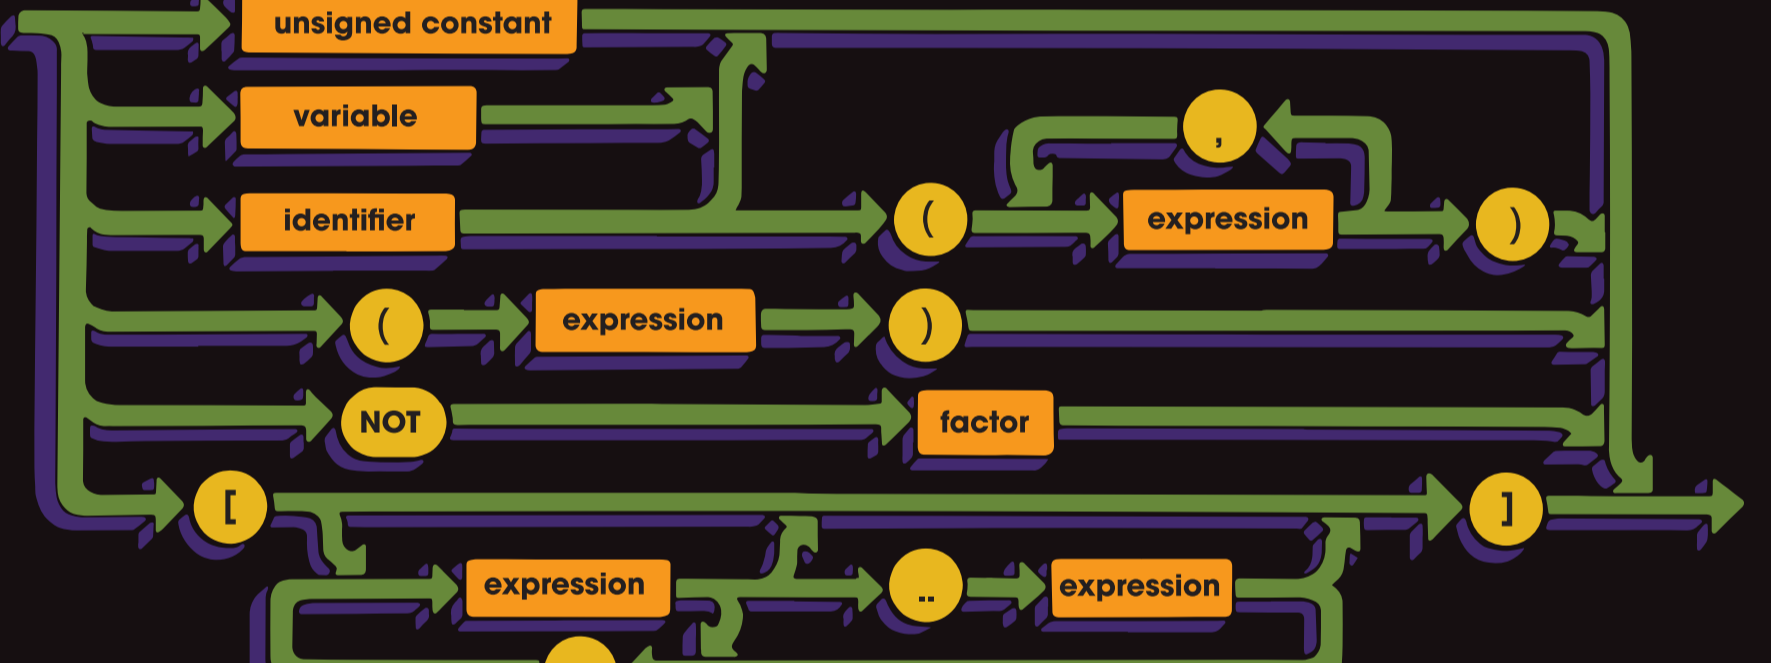 unsigned constant
variable
,
identifier
(
expression
)
(
expression
)
NOT
factor
[
]
expression
..
expression